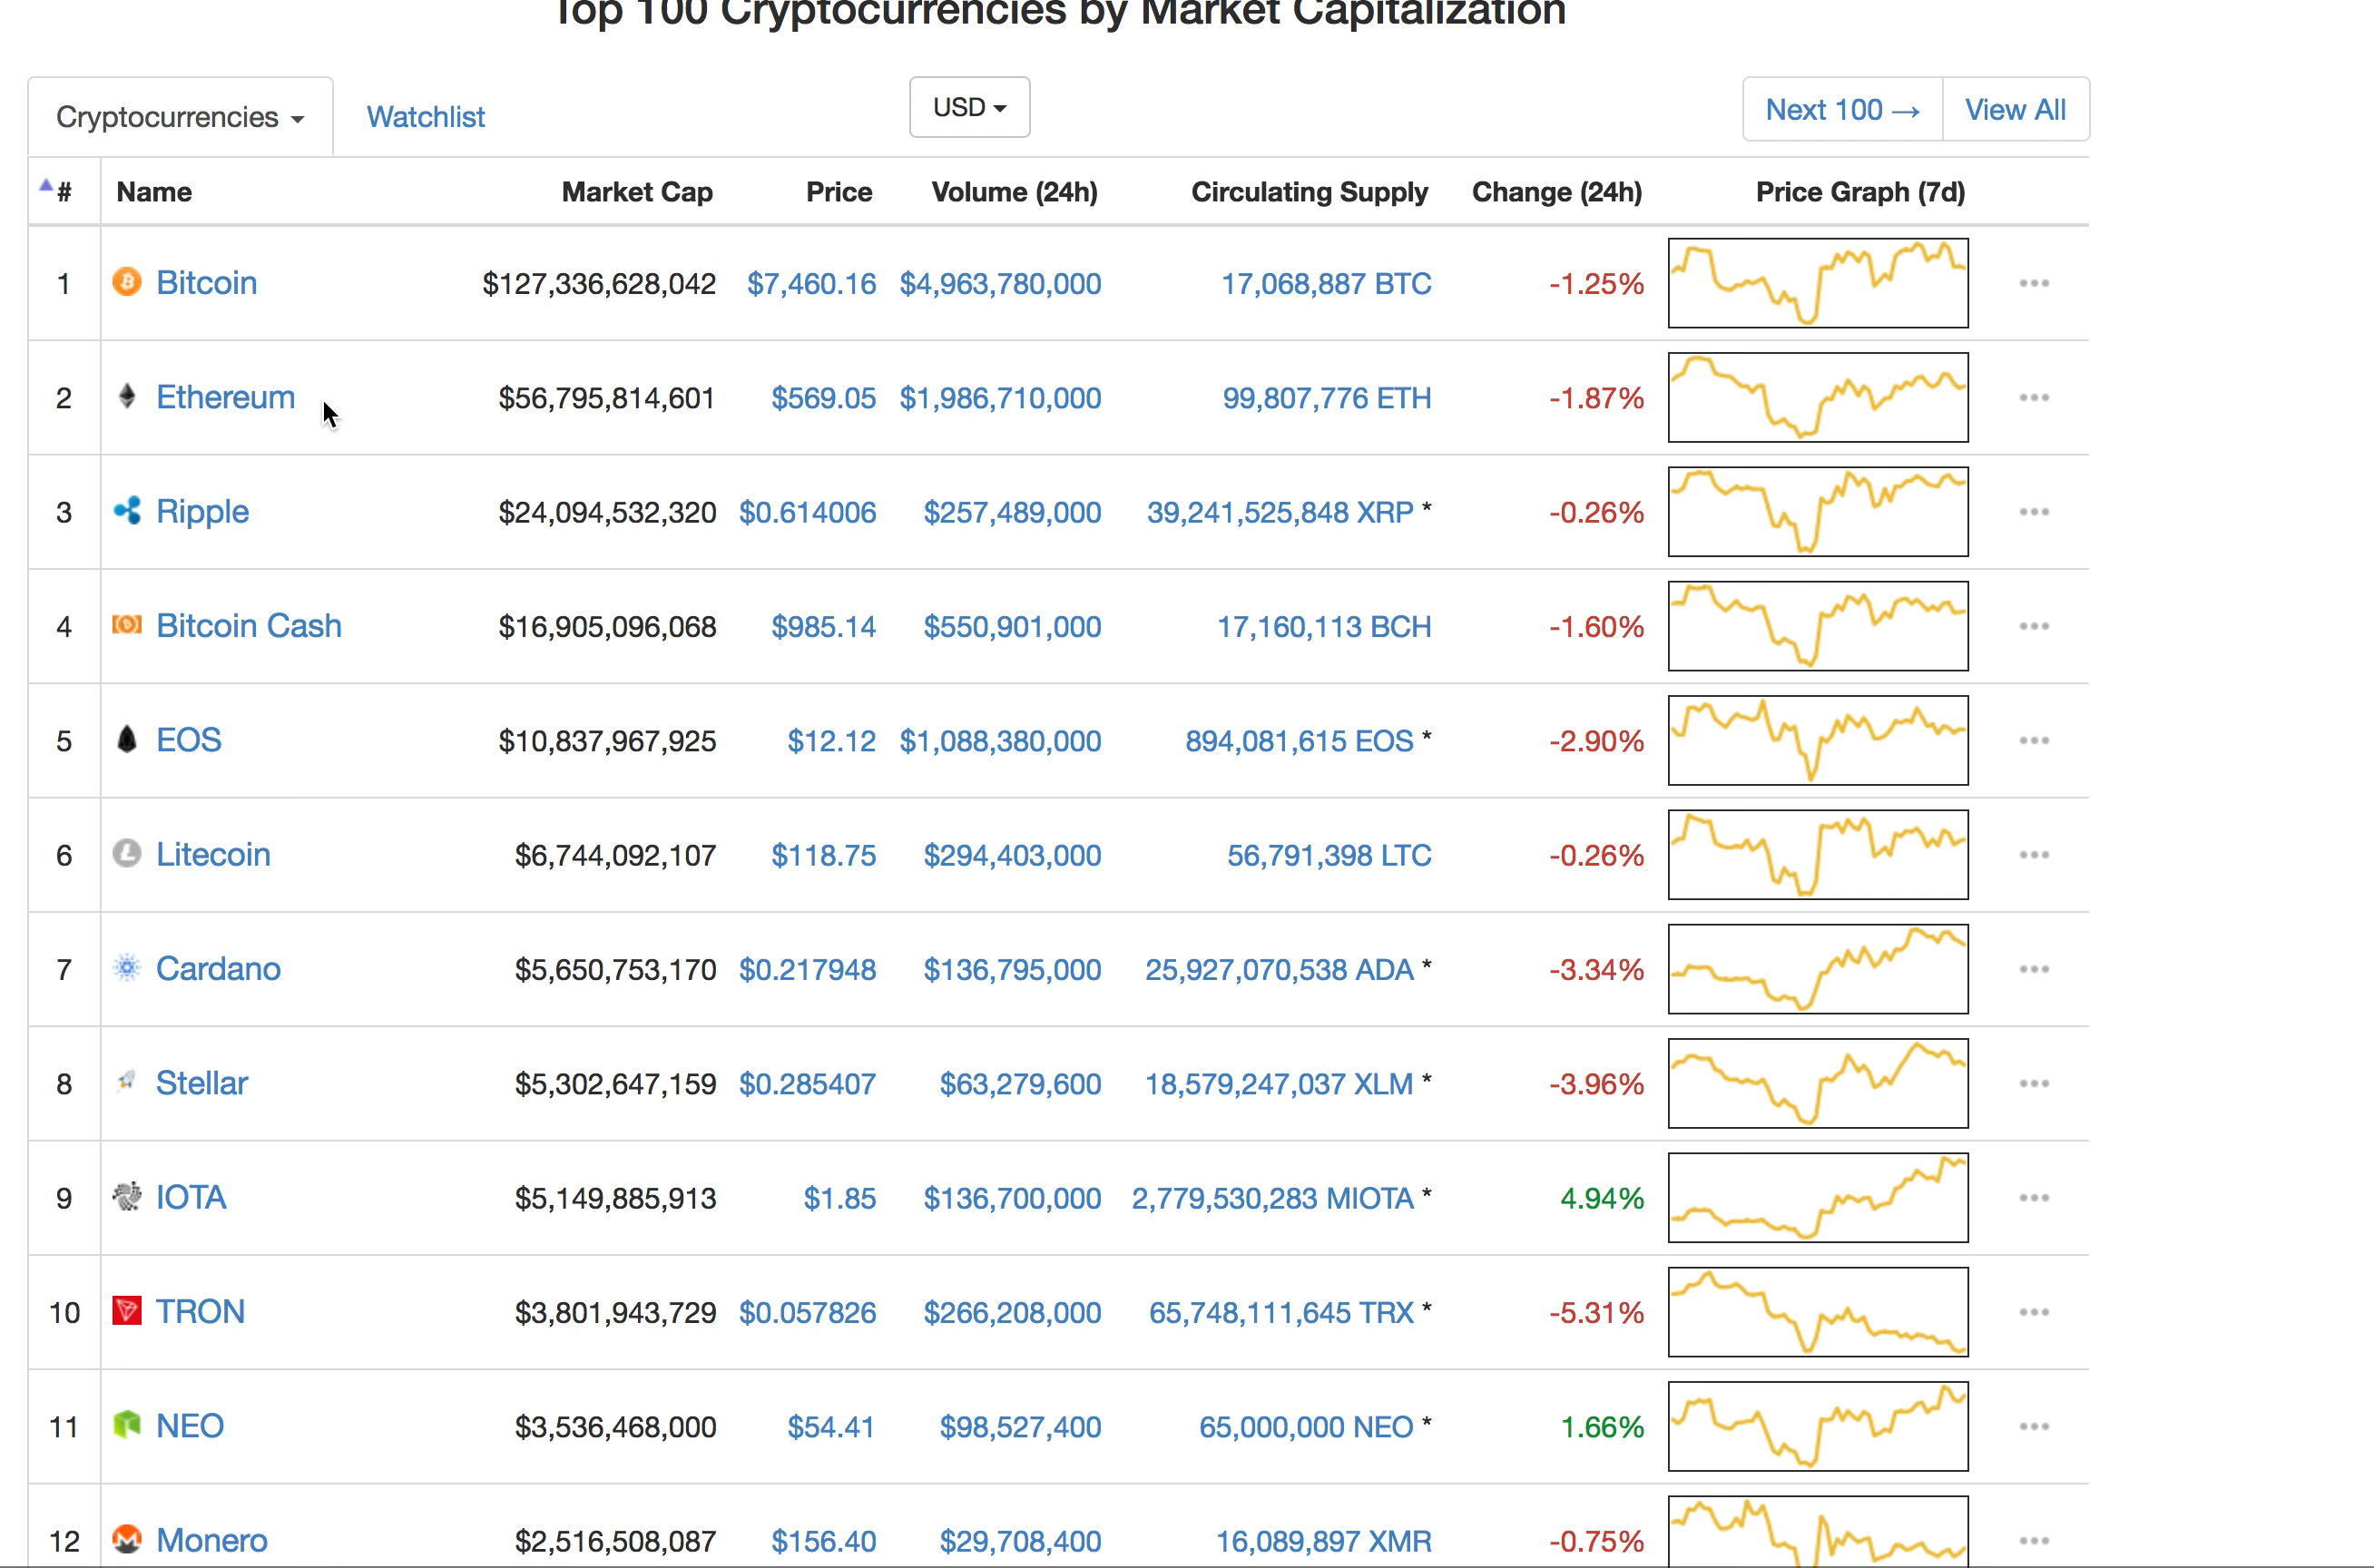 Top 100 Cryptocurrencies by Market Capitalization
Cryptocurrencies Watchlist USD Next 100 → View All
# Name Market Cap Price Volume (24h) Circulating Supply Change (24h) Price Graph (7d)
1 Bitcoin $127,336,628,042 $7,460.16 $4,963,780,000 17,068,887 BTC -1.25%
2 Ethereum $56,795,814,601 $569.05 $1,986,710,000 99,807,776 ETH -1.87%
3 Ripple $24,094,532,320 $0.614006 $257,489,000 39,241,525,848 XRP * -0.26%
4 Bitcoin Cash $16,905,096,068 $985.14 $550,901,000 17,160,113 BCH -1.60%
5 EOS $10,837,967,925 $12.12 $1,088,380,000 894,081,615 EOS * -2.90%
6 Litecoin $6,744,092,107 $118.75 $294,403,000 56,791,398 LTC -0.26%
7 Cardano $5,650,753,170 $0.217948 $136,795,000 25,927,070,538 ADA * -3.34%
8 Stellar $5,302,647,159 $0.285407 $63,279,600 18,579,247,037 XLM * -3.96%
9 IOTA $5,149,885,913 $1.85 $136,700,000 2,779,530,283 MIOTA * 4.94%
10 TRON $3,801,943,729 $0.057826 $266,208,000 65,748,111,645 TRX * -5.31%
11 NEO $3,536,468,000 $54.41 $98,527,400 65,000,000 NEO * 1.66%
12 Monero $2,516,508,087 $156.40 $29,708,400 16,089,897 XMR -0.75%